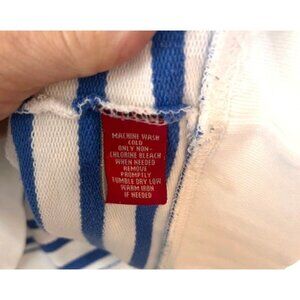 MACHINE WASH
COLD
ONLY NON-
CHLORINE BLEACH
WHEN NEEDED
REMOVE
PROMPTLY
TUMBLE DRY LOW
WARM IRON
IF NEEDED